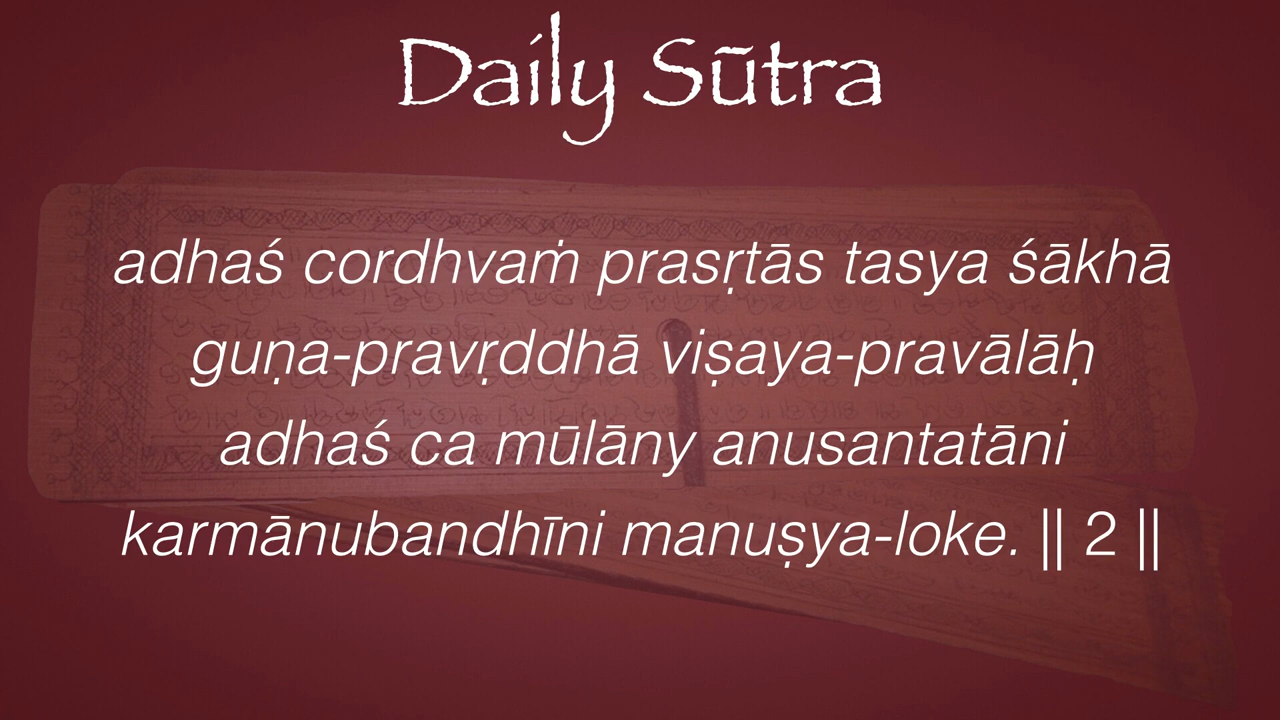 Daily Sūtra
adhaś cordhvaṁ prasṛtās tasya śākhā
guṇa-pravṛddhā viṣaya-pravālāḥ
adhaś ca mūlāny anusantatāni
karmānubandhīni manuṣya-loke. || 2 ||